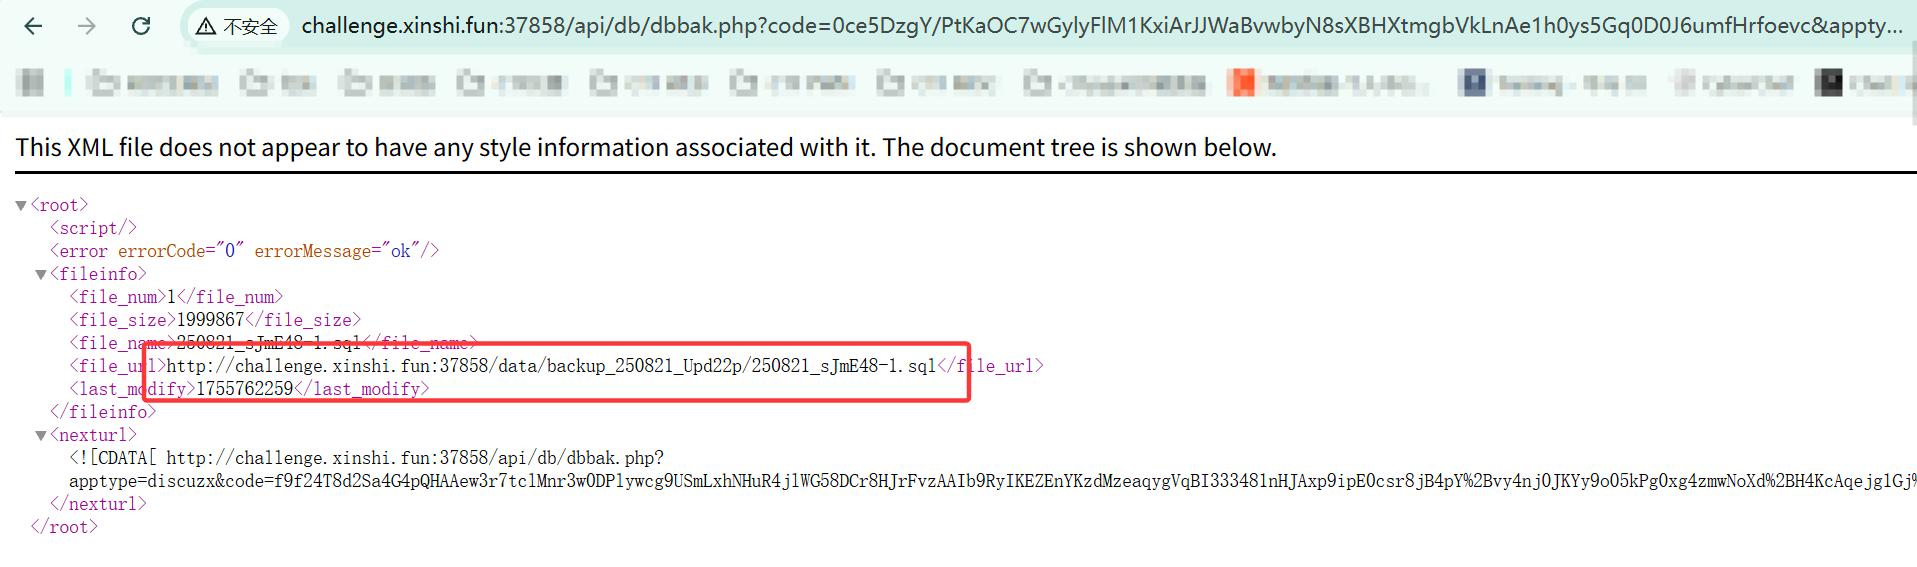 不安全 challenge.xinshi.fun:37858/api/db/dbbak.php?code=0ce5DzgY/PtKaOC7wGylyFlM1KxiArJJWaBvwbyN8sXBHXtmgbVkLnAe1h0ys5Gq0D0J6umfHrfoevc&appty...
This XML file does not appear to have any style information associated with it. The document tree is shown below.
▼<root>
<script/>
<error errorCode="0" errorMessage="ok"/>
▼<fileinfo>
<file_num>1</file_num>
<file_size>1999867</file_size>
<file_name>250821_sJmE48-1.sql</file_name>
<file_url>http://challenge.xinshi.fun:37858/data/backup_250821_Upd22p/250821_sJmE48-1.sql</file_url>
<last_modify>1755762259</last_modify>
</fileinfo>
▼<nexturl>
<![CDATA[ http://challenge.xinshi.fun:37858/api/db/dbbak.php?
apptype=discuzx&code=f9f24T8d2Sa4G4pQHAAew3r7tclMnr3w0DPlywcg9USmLxhNHuR4jlWG58DCr8HJrFvzAAIb9RyIKEZEnYKzdMzeaqygVqBI333481nHJAxp9ipE0csr8jB4pY%2Bvy4nj0JKYy9o05kPg0xg4zmwNoXd%2BH4KcAqejglGj%
</nexturl>
</root>